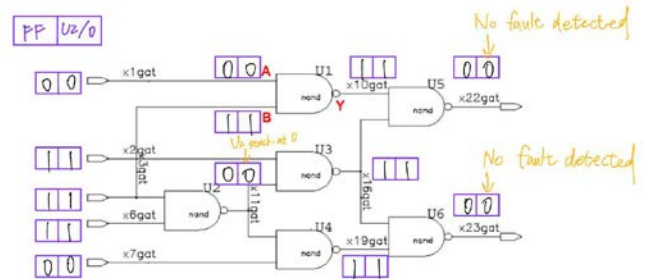 No fault detected
FF U2/0
0 0 A U1 1 1 U5 0 0
0 0 x1gat nand x10gat nand x22gat
1 1 B Y
U2 stuck-at 0
1 1 x2gat x3gat 0 0 U3 1 1 No fault detected
1 1 U2 x11gat nand x16gat 0 0
1 1 x6gat nand U4 U6
0 0 x7gat nand x19gat nand x23gat
1 1